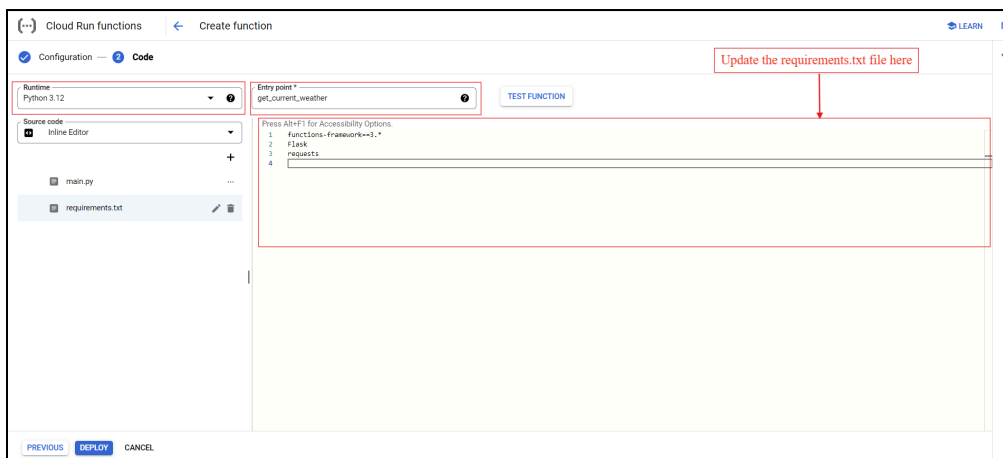 Cloud Run functions
Create function
LEARN
Configuration
2 Code
Update the requirements.txt file here
Runtime
Python 3.12
Entry point *
get_current_weather
TEST FUNCTION
Source code
Inline Editor
Press Alt+F1 for Accessibility Options.
1 functions-framework==3.*
2 Flask
3 requests
4
main.py
requirements.txt
PREVIOUS
DEPLOY
CANCEL